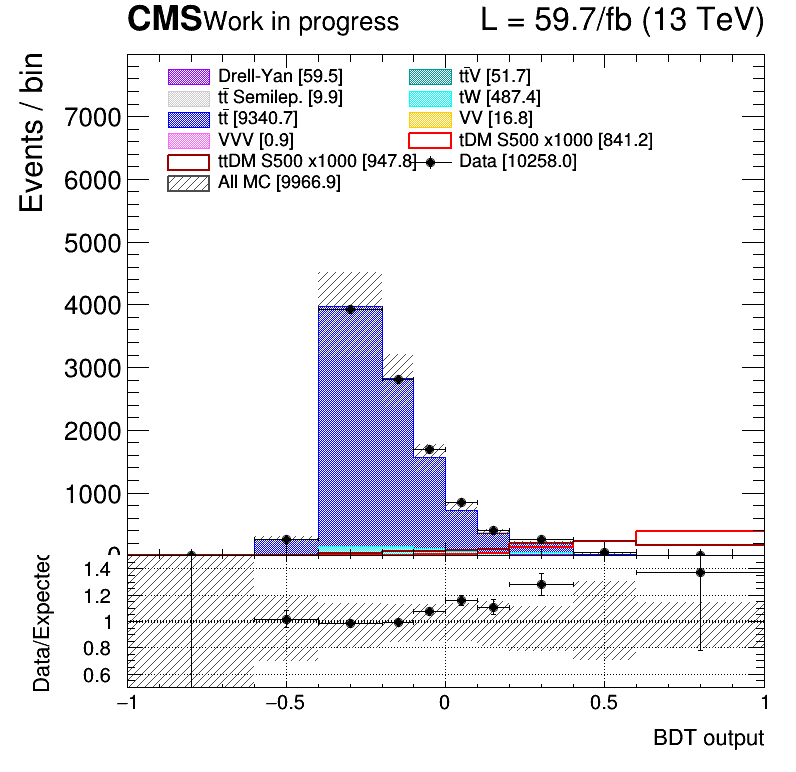 CMS Work in progress L = 59.7/fb (13 TeV)
Events / bin
Drell-Yan [59.5] tt̄V [51.7]
tt̄ Semilep. [9.9] tW [487.4]
tt̄ [9340.7] VV [16.8]
VVV [0.9] tDM S500 x1000 [841.2]
ttDM S500 x1000 [947.8] Data [10258.0]
All MC [9966.9]
7000
6000
5000
4000
3000
2000
1000
0
Data/Expected
1.4
1.2
1
0.8
0.6
−1 −0.5 0 0.5 1
BDT output